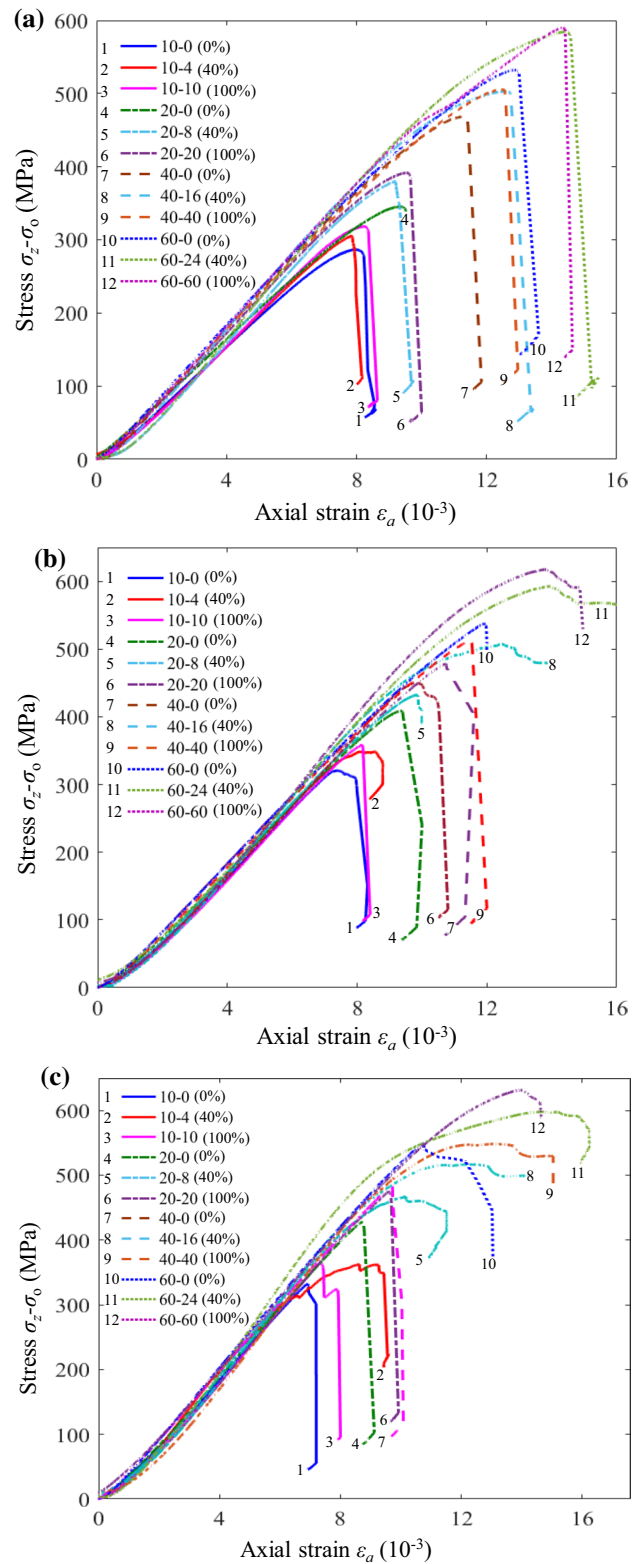 (a)
600
500
400
300
200
100
0
Stress σz-σo (MPa)
1 10-0 (0%)
2 10-4 (40%)
3 10-10 (100%)
4 20-0 (0%)
5 20-8 (40%)
6 20-20 (100%)
7 40-0 (0%)
8 40-16 (40%)
9 40-40 (100%)
10 60-0 (0%)
11 60-24 (40%)
12 60-60 (100%)
4
2
3
1
5
6
7
9
8
10
12
11
0 4 8 12 16
Axial strain εa (10-3)
(b)
600
500
400
300
200
100
0
Stress σz-σo (MPa)
1 10-0 (0%)
2 10-4 (40%)
3 10-10 (100%)
4 20-0 (0%)
5 20-8 (40%)
6 20-20 (100%)
7 40-0 (0%)
8 40-16 (40%)
9 40-40 (100%)
10 60-0 (0%)
11 60-24 (40%)
12 60-60 (100%)
11
12
10
8
5
2
1
3
4
6
7
9
0 4 8 12 16
Axial strain εa (10-3)
(c)
600
500
400
300
200
100
0
Stress σz-σo (MPa)
1 10-0 (0%)
2 10-4 (40%)
3 10-10 (100%)
4 20-0 (0%)
5 20-8 (40%)
6 20-20 (100%)
7 40-0 (0%)
8 40-16 (40%)
9 40-40 (100%)
10 60-0 (0%)
11 60-24 (40%)
12 60-60 (100%)
12
11
8
9
5
10
2
6
3
4
7
1
0 4 8 12 16
Axial strain εa (10-3)